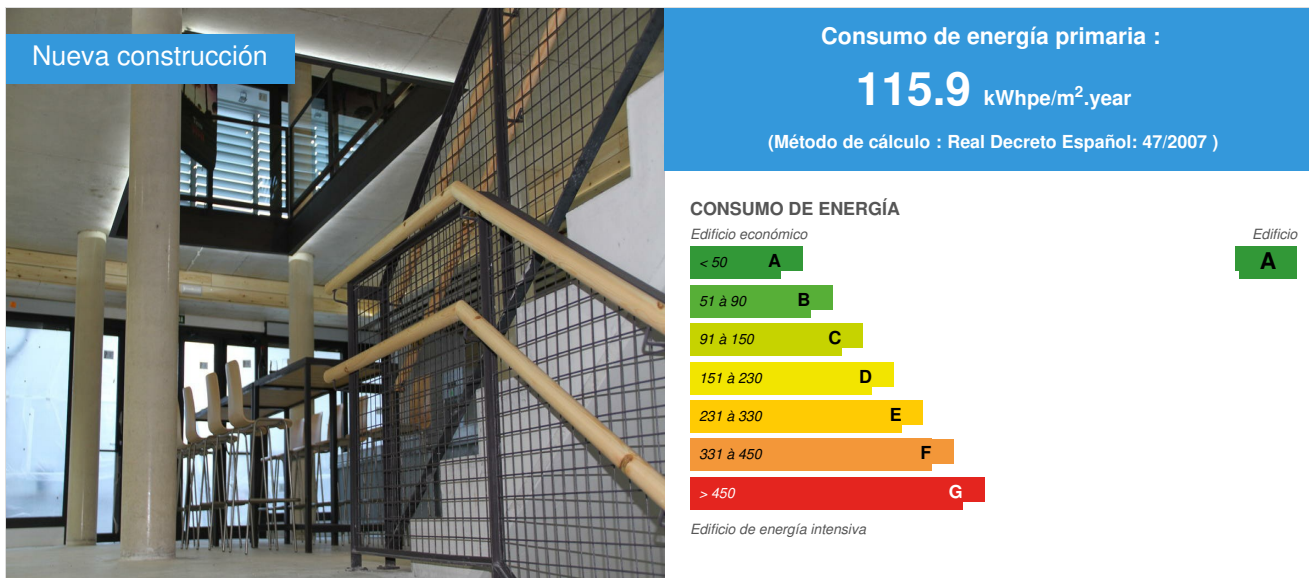 Nueva construcción
Consumo de energía primaria :
115.9 kWhpe/m².year
(Método de cálculo : Real Decreto Español: 47/2007 )
CONSUMO DE ENERGÍA
Edificio económico
Edificio
< 50 A
A
51 à 90 B
91 à 150 C
151 à 230 D
231 à 330 E
331 à 450 F
> 450 G
Edificio de energía intensiva